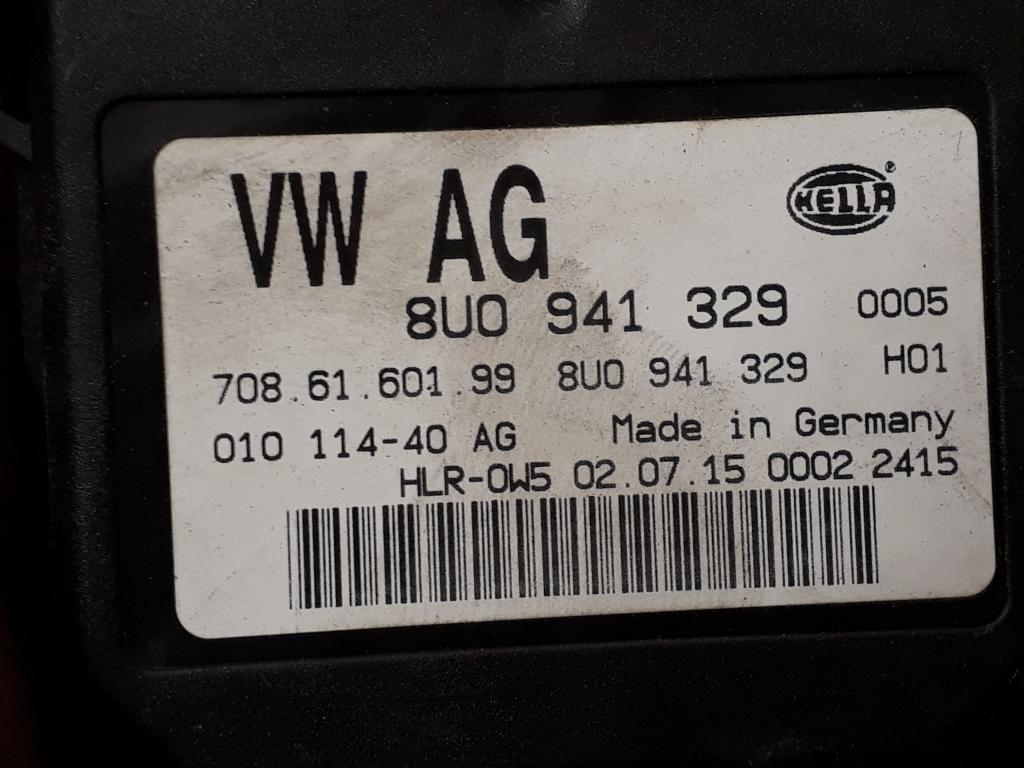 VW AG
HELLA®
8U0 941 329 0005
708.61.601.99 8U0 941 329 H01
010 114-40 AG Made in Germany
HLR-0W5 02.07.15 0002 2415